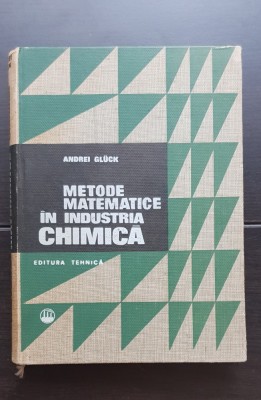 ANDREI GLÜCK
METODE
MATEMATICE
ÎN INDUSTRIA
CHIMICĂ
EDITURA TEHNICĂ